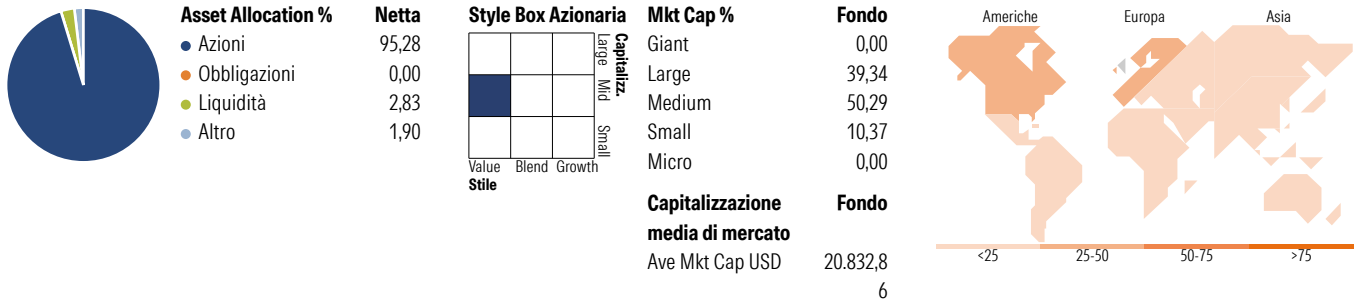 Asset Allocation % Netta
Azioni 95,28
Obbligazioni 0,00
Liquidità 2,83
Altro 1,90
Style Box Azionaria
Capitalizz.
Large
Mid
Small
Value Blend Growth
Stile
Mkt Cap % Fondo
Giant 0,00
Large 39,34
Medium 50,29
Small 10,37
Micro 0,00
Capitalizzazione Fondo
media di mercato
Ave Mkt Cap USD 20.832,8
6
Americhe Europa Asia
<25 25-50 50-75 >75